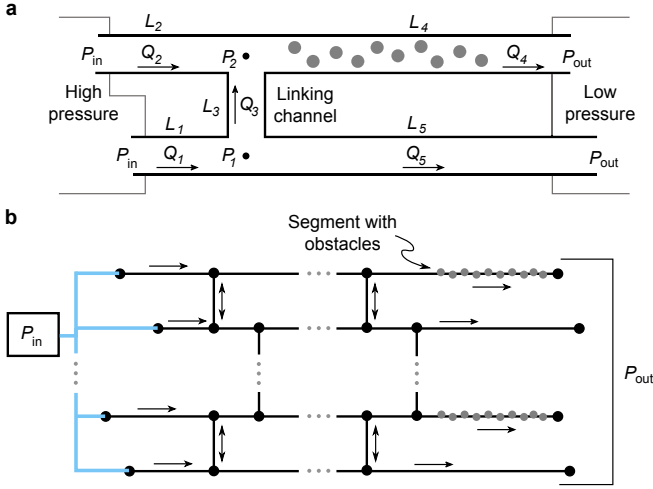 a
L2 L4
Pin Q2 P2 Q4 Pout
High pressure
L3 Q3
Linking channel
Low pressure
L1 L5
Pin Q1 P1 Q5 Pout
b
Segment with
obstacles
Pin
Pout